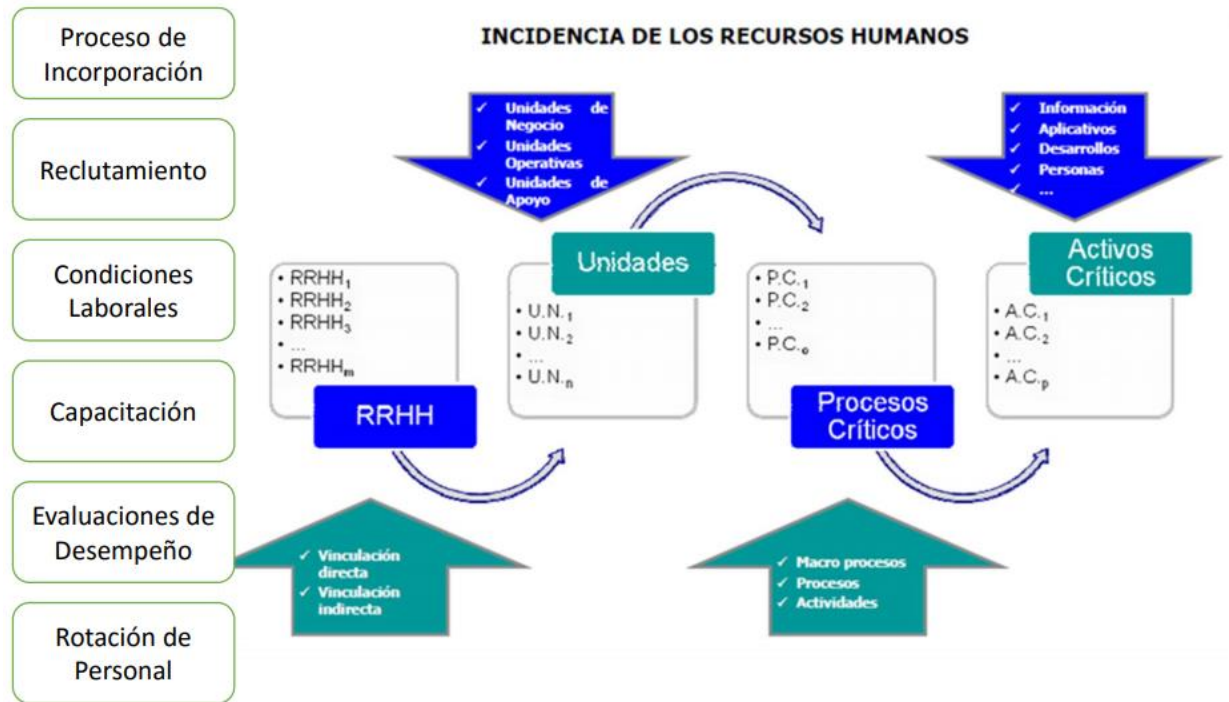 Proceso de
Incorporación
Reclutamiento
Condiciones
Laborales
Capacitación
Evaluaciones de
Desempeño
Rotación de
Personal
INCIDENCIA DE LOS RECURSOS HUMANOS
✓ Unidades de
Negocio
✓ Unidades
Operativas
✓ Unidades de
Apoyo
✓ Información
✓ Aplicativos
✓ Desarrollos
✓ Personas
✓ ...
• RRHH₁
• RRHH₂
• RRHH₃
• ...
• RRHHₘ
RRHH
Unidades
• U.N.₁
• U.N.₂
• ...
• U.N.ₙ
• P.C.₁
• P.C.₂
• ...
• P.C.ₒ
Procesos
Críticos
Activos
Críticos
• A.C.₁
• A.C.₂
• ...
• A.C.ₚ
✓ Vinculación
directa
✓ Vinculación
indirecta
✓ Macro procesos
✓ Procesos
✓ Actividades